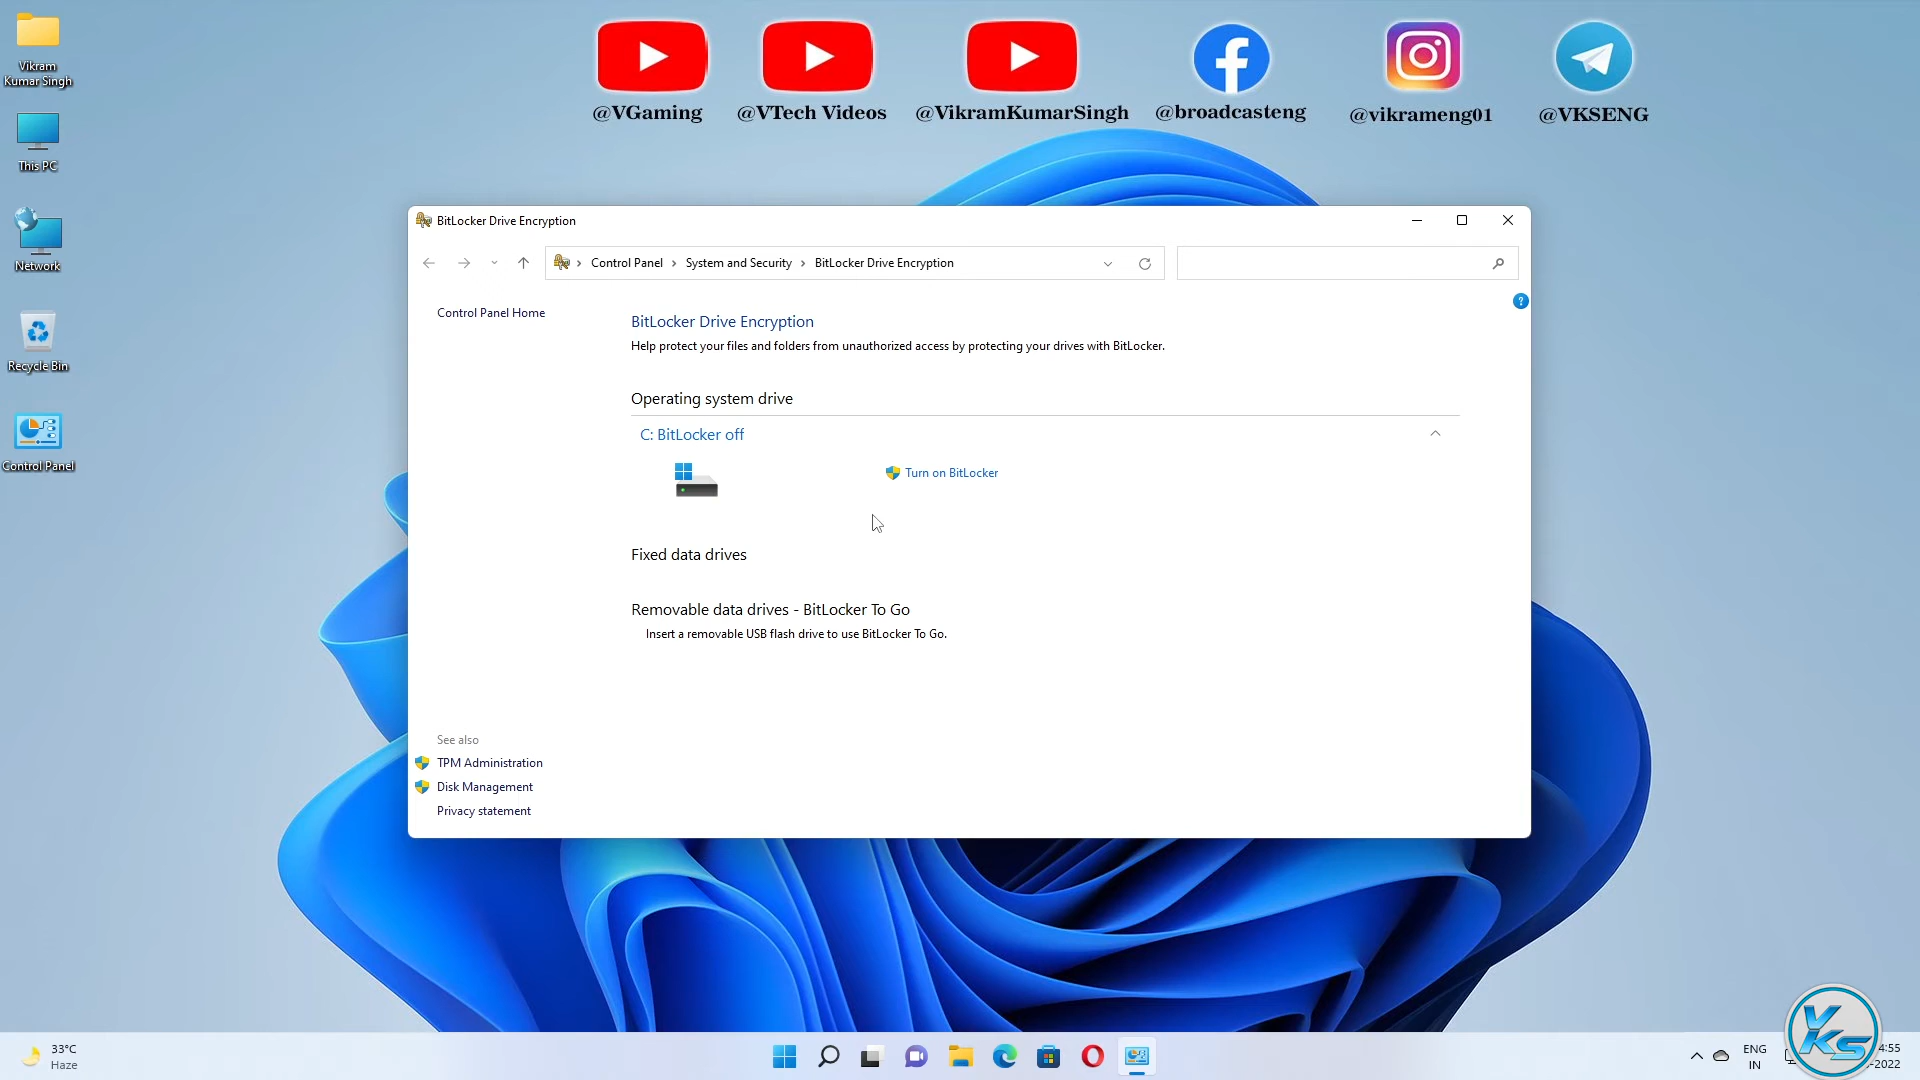 Vikram
Kumar Singh
This PC
Network
Recycle Bin
Control Panel
@VGaming
@VTech Videos
@VikramKumarSingh
@broadcasteng
@vikrameng01
@VKSENG
BitLocker Drive Encryption
Control Panel > System and Security > BitLocker Drive Encryption
Control Panel Home
BitLocker Drive Encryption
Help protect your files and folders from unauthorized access by protecting your drives with BitLocker.
Operating system drive
C: BitLocker off
Turn on BitLocker
Fixed data drives
Removable data drives - BitLocker To Go
Insert a removable USB flash drive to use BitLocker To Go.
See also
TPM Administration
Disk Management
Privacy statement
33°C
Haze
ENG
IN
4:55
-2022
VKS